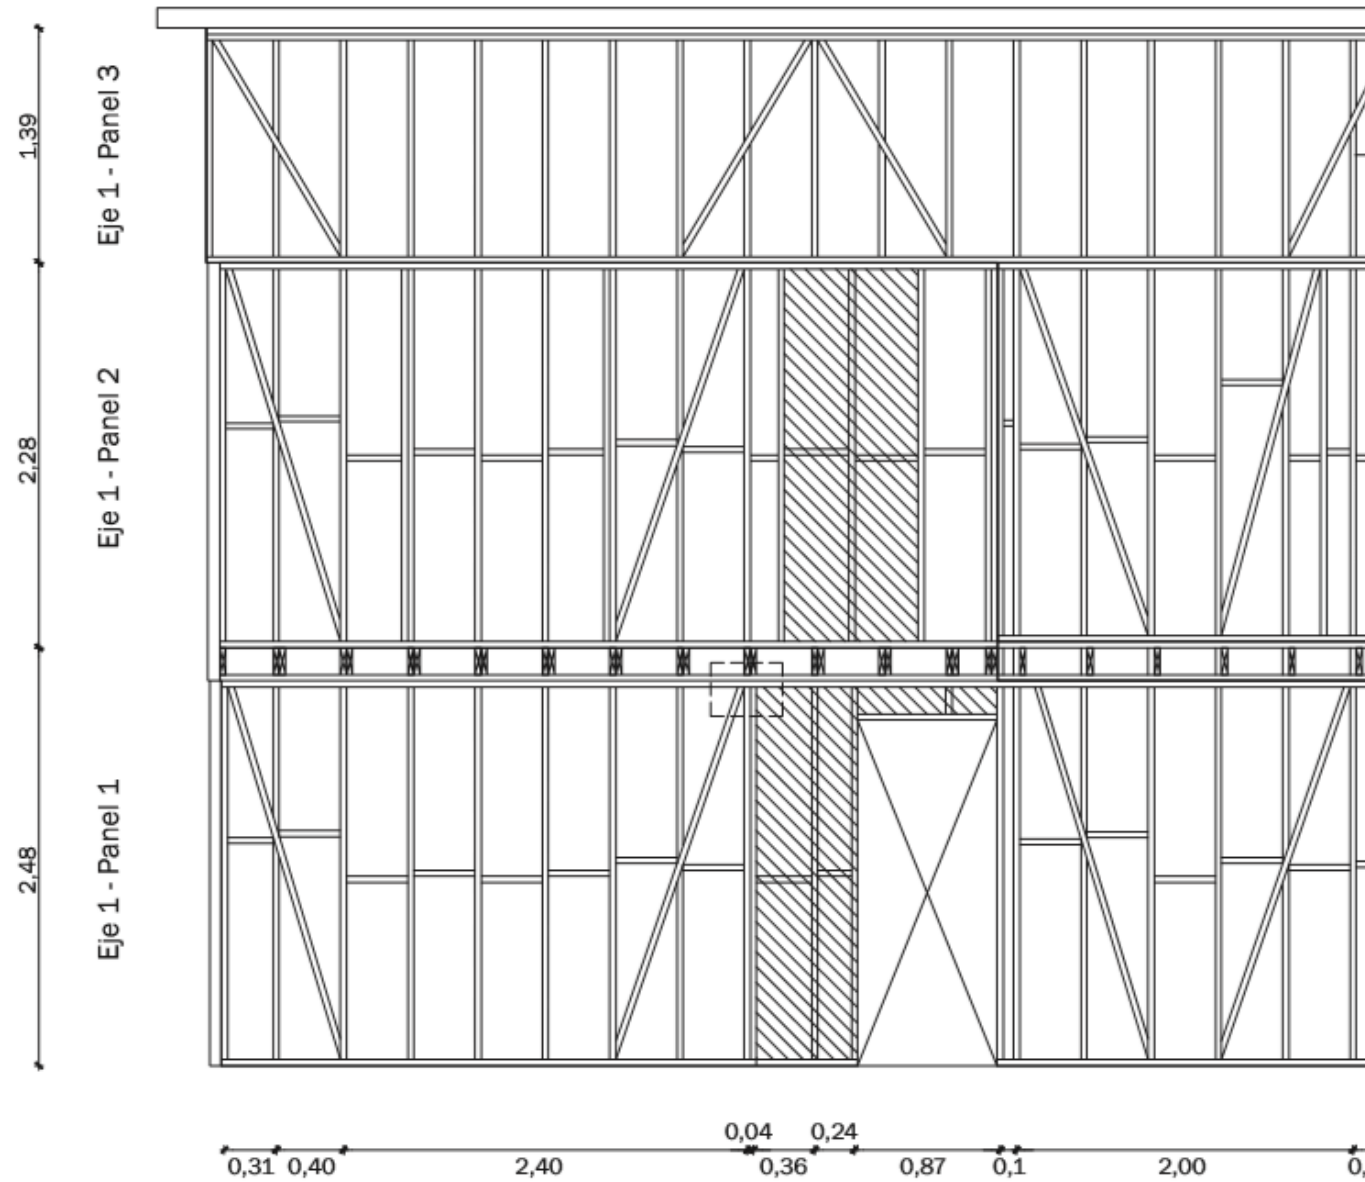 Eje 1 - Panel 3
1,39
Eje 1 - Panel 2
2,28
Eje 1 - Panel 1
2,48
0,04 0,24
0,31 0,40 2,40 0,36 0,87 0,1 2,00 0,